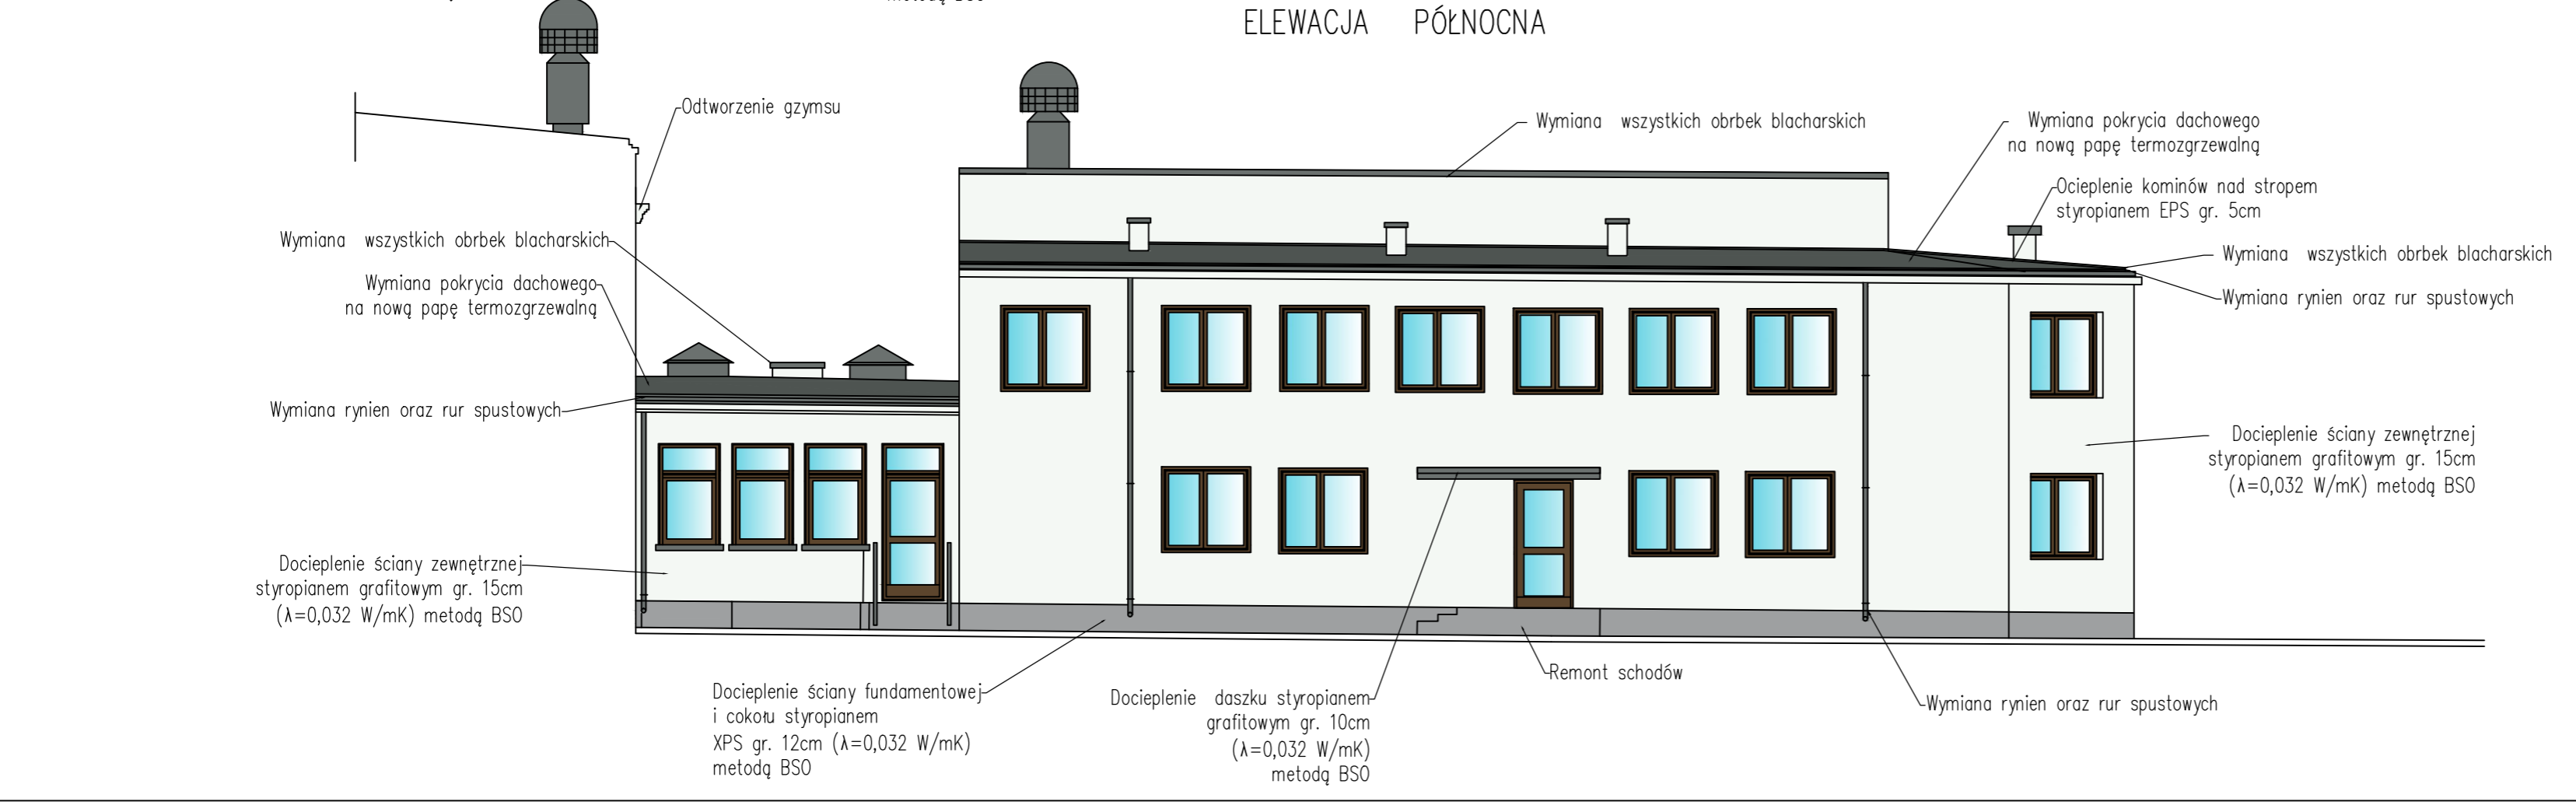 metodą BSO
ELEWACJA PÓŁNOCNA
Odtworzenie gzymsu
Wymiana wszystkich obrbek blacharskich
Wymiana pokrycia dachowego
na nową papę termozgrzewalną
Ocieplenie kominów nad stropem
styropianem EPS gr. 5cm
Wymiana wszystkich obrbek blacharskich
Wymiana rynien oraz rur spustowych
Wymiana wszystkich obrbek blacharskich
Wymiana pokrycia dachowego
na nową papę termozgrzewalną
Wymiana rynien oraz rur spustowych
Docieplenie ściany zewnętrznej
styropianem grafitowym gr. 15cm
(λ=0,032 W/mK) metodą BSO
Docieplenie ściany zewnętrznej
styropianem grafitowym gr. 15cm
(λ=0,032 W/mK) metodą BSO
Docieplenie ściany fundamentowej
i cokołu styropianem
XPS gr. 12cm (λ=0,032 W/mK)
metodą BSO
Docieplenie daszku styropianem
grafitowym gr. 10cm
(λ=0,032 W/mK)
metodą BSO
Remont schodów
Wymiana rynien oraz rur spustowych